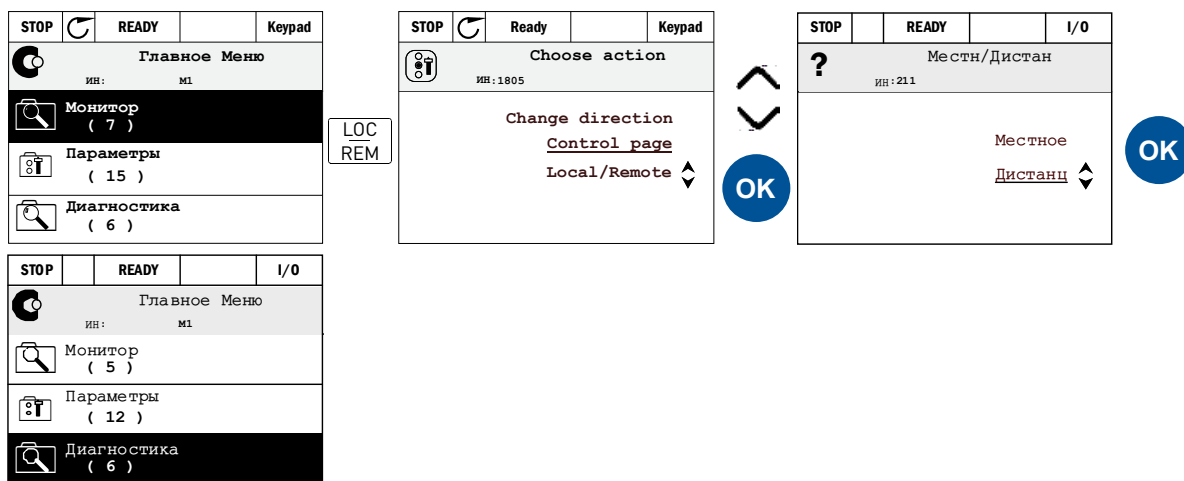 STOP READY Keypad
Главное Меню
ИН: М1
Монитор
( 7 )
Параметры
( 15 )
Диагностика
( 6 )
LOC
REM
STOP Ready Keypad
Choose action
ИН:1805
Change direction
Control page
Local/Remote
OK
STOP READY I/O
Местн/Дистан
ИН:211
Местное
Дистанц
OK
STOP READY I/O
Главное Меню
ИН: М1
Монитор
( 5 )
Параметры
( 12 )
Диагностика
( 6 )